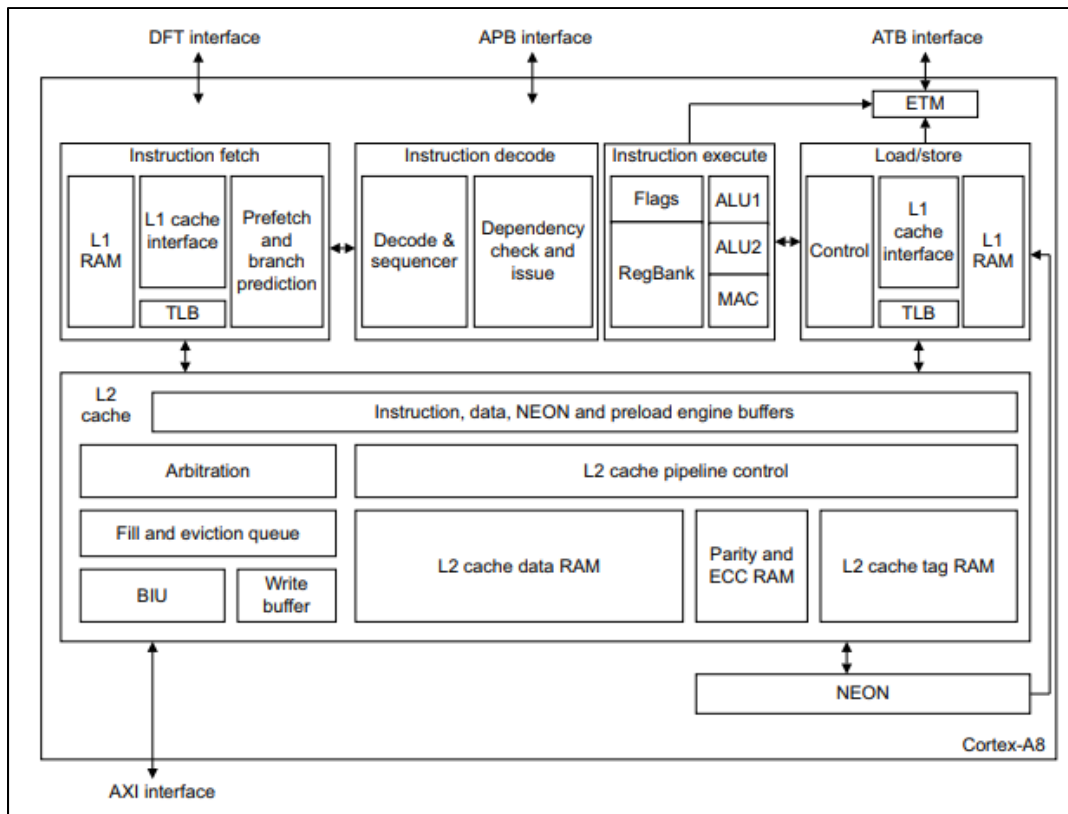 DFT interface
APB interface
ATB interface
ETM
Instruction fetch
L1
RAM
L1 cache
interface
TLB
Prefetch
and
branch
prediction
Instruction decode
Decode &
sequencer
Dependency
check and
issue
Instruction execute
Flags
RegBank
ALU1
ALU2
MAC
Load/store
Control
L1
cache
interface
TLB
L1
RAM
L2
cache
Instruction, data, NEON and preload engine buffers
Arbitration
L2 cache pipeline control
Fill and eviction queue
BIU
Write
buffer
L2 cache data RAM
Parity and
ECC RAM
L2 cache tag RAM
NEON
Cortex-A8
AXI interface